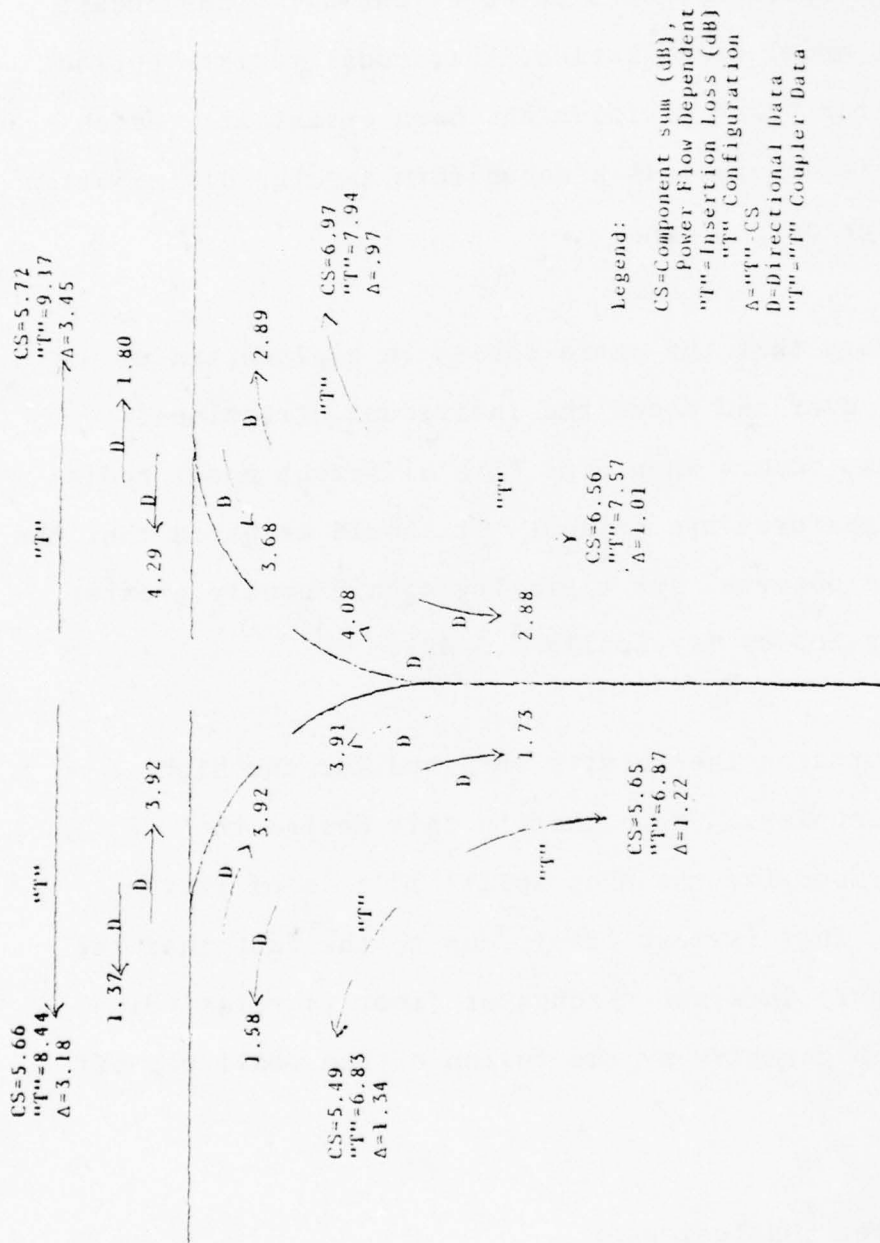 CS=5.66
"T"=8.44
Δ=3.18
"T"
"T"
CS=5.72
"T"=9.17
Δ=3.45
1.37
D
D
3.92
D
1.80
4.29
D
1.58
D
D
3.92
3.68
D
D
2.89
CS=5.49
"T"=6.83
Δ=1.34
"T"
3.91
D
4.08
D
"T"
CS=6.97
"T"=7.94
Δ=.97
D
1.73
D
2.88
"T"
"T"
Y
CS=5.65
"T"=6.87
Δ=1.22
CS=6.56
"T"=7.57
Δ=1.01
Legend:
CS=Component sum (dB),
Power Flow Dependent
"T"=Insertion Loss (dB)
"T" Configuration
Δ="T"-CS
D=Directional Data
"T"="T" Coupler Data